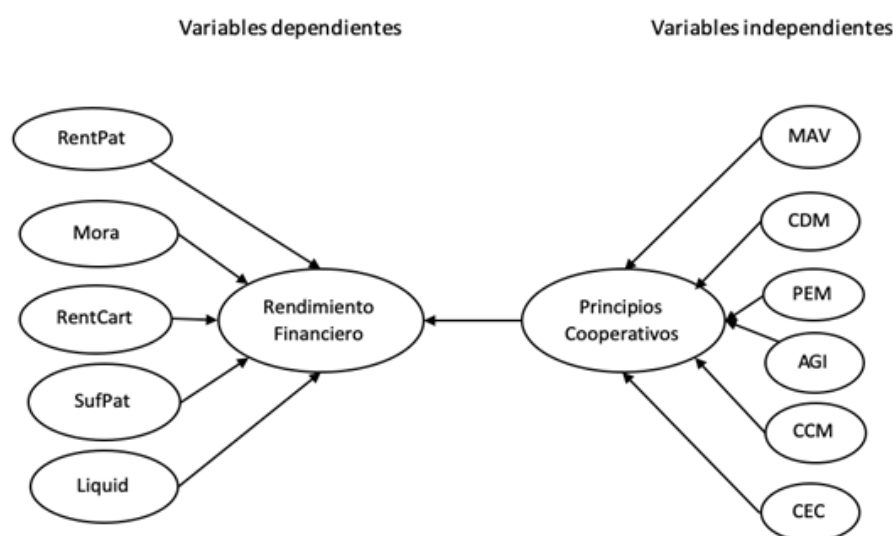 Variables dependientes
Variables independientes
RentPat
Mora
RentCart
SufPat
Liquid
Rendimiento
Financiero
Principios
Cooperativos
MAV
CDM
PEM
AGI
CCM
CEC